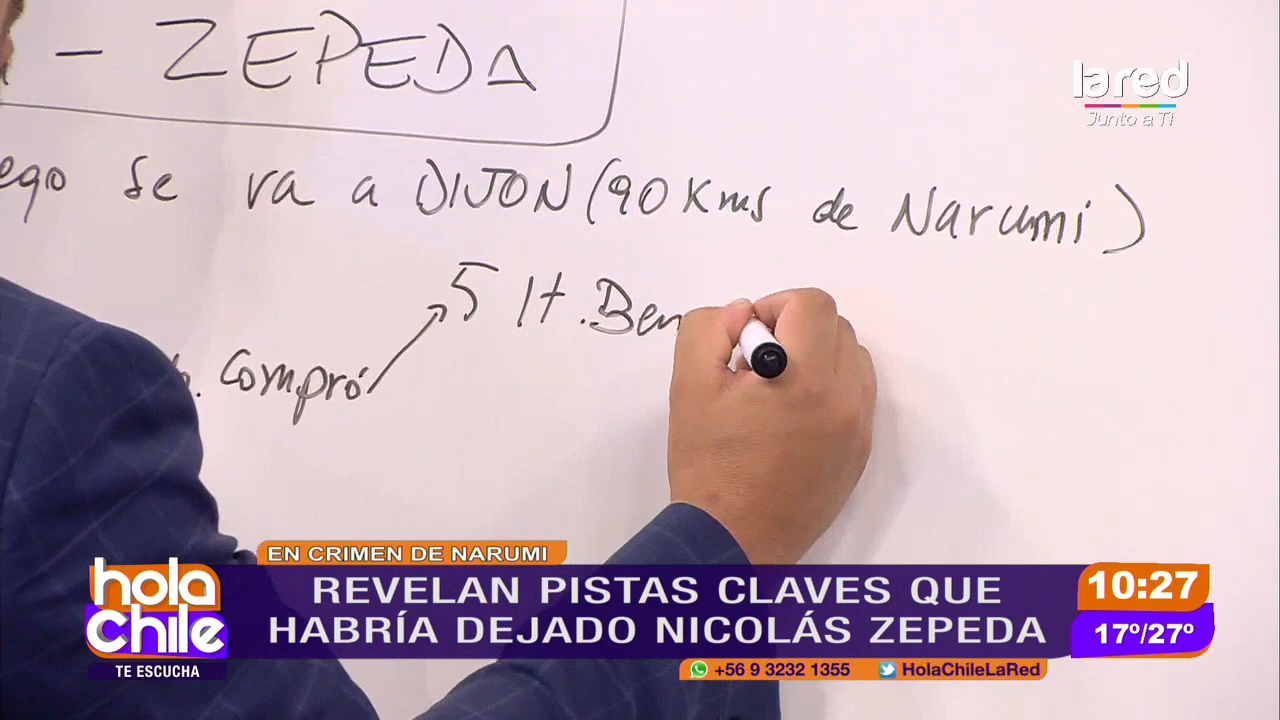 - ZEPEDA
lared
Junto a Ti
ego se va a DIJON (90 Kms de Narumi)
5 lt. Ben
. Compró
EN CRIMEN DE NARUMI
hola chile
TE ESCUCHA
REVELAN PISTAS CLAVES QUE
HABRÍA DEJADO NICOLÁS ZEPEDA
10:27
17º/27º
+56 9 3232 1355 HolaChileLaRed